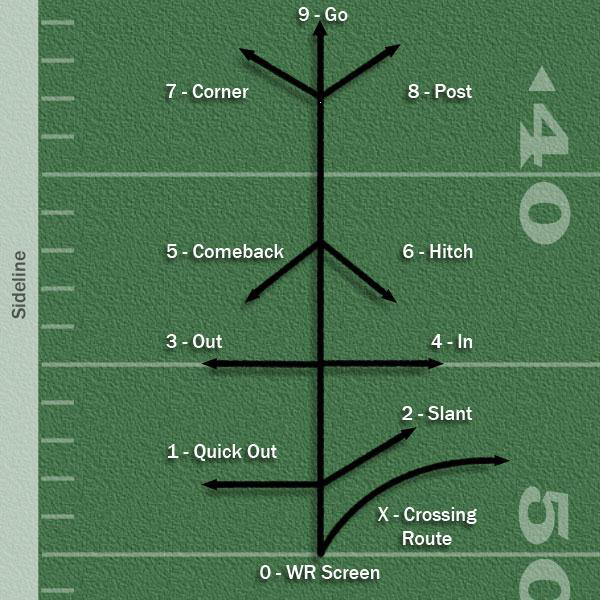 9 - Go
7 - Corner
8 - Post
40
5 - Comeback
6 - Hitch
Sideline
3 - Out
4 - In
2 - Slant
1 - Quick Out
X - Crossing
Route
50
0 - WR Screen